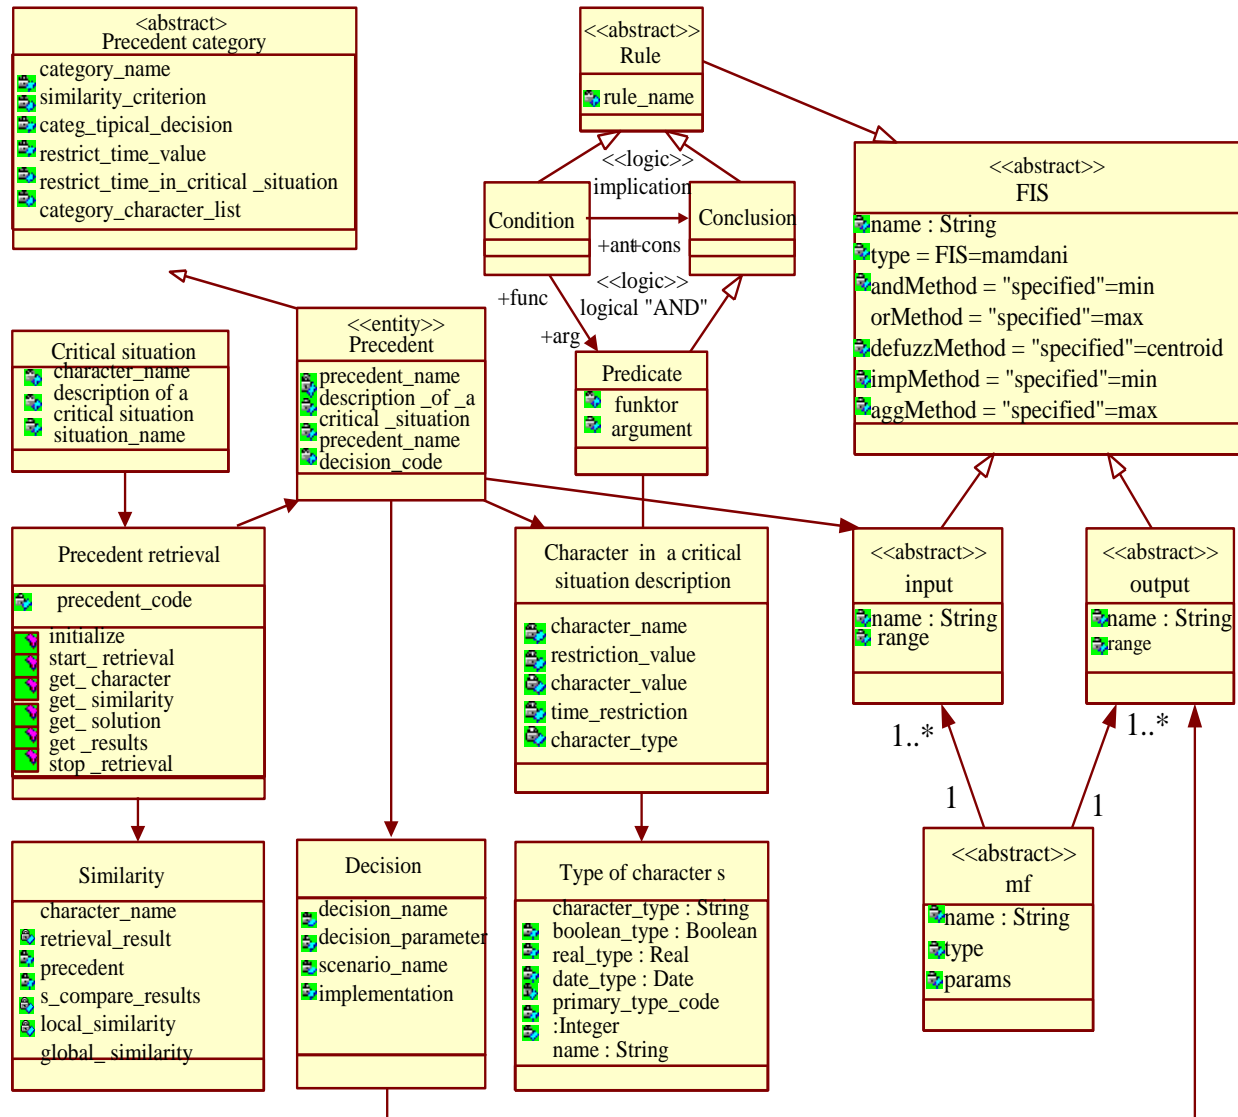 <abstract>
Precedent category
category_name
similarity_criterion
categ_tipical_decision
restrict_time_value
restrict_time_in_critical _situation
category_character_list
<<abstract>>
Rule
rule_name
<<logic>>
implication
Condition
Conclusion
+ant+cons
<<logic>>
logical "AND"
+func
+arg
Predicate
funktor
argument
<<abstract>>
FIS
name : String
type = FIS=mamdani
andMethod = "specified"=min
orMethod = "specified"=max
defuzzMethod = "specified"=centroid
impMethod = "specified"=min
aggMethod = "specified"=max
Critical situation
character_name
description of a
critical situation
situation_name
<<entity>>
Precedent
precedent_name
description _of _a
critical _situation
precedent_name
decision_code
Precedent retrieval
precedent_code
initialize
start_ retrieval
get_ character
get_ similarity
get_ solution
get _results
stop _retrieval
Character in a critical
situation description
character_name
restriction_value
character_value
time_restriction
character_type
<<abstract>>
input
name : String
range
<<abstract>>
output
name : String
range
1..*
1..*
1
1
<<abstract>>
mf
name : String
type
params
Similarity
character_name
retrieval_result
precedent
s_compare_results
local_similarity
global_ similarity
Decision
decision_name
decision_parameter
scenario_name
implementation
Type of character s
character_type : String
boolean_type : Boolean
real_type : Real
date_type : Date
primary_type_code
:Integer
name : String